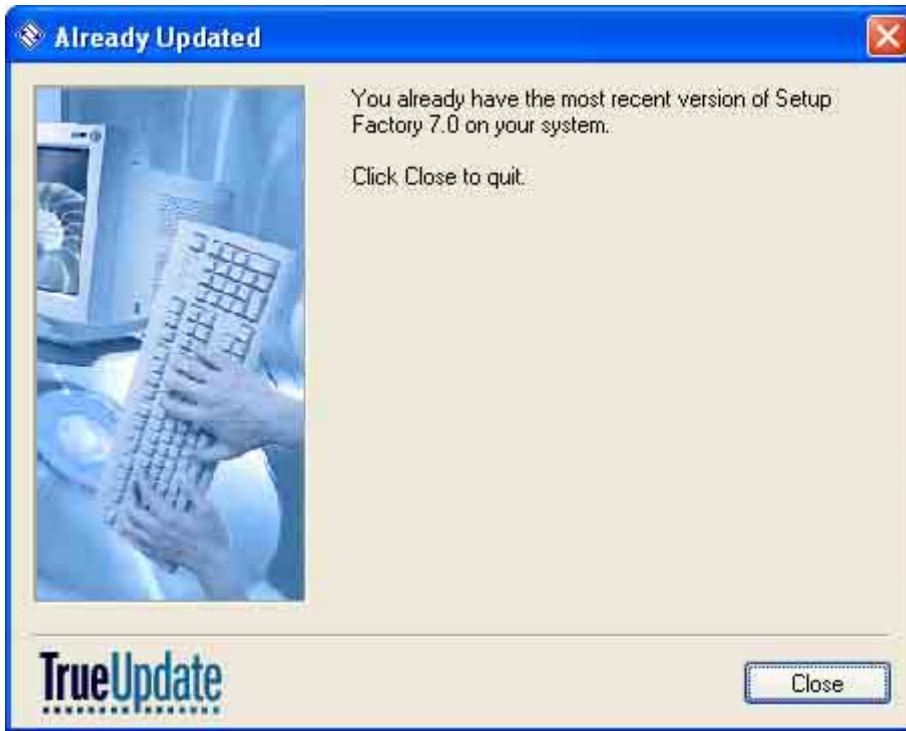 Already Updated
You already have the most recent version of Setup
Factory 7.0 on your system.
Click Close to quit.
TrueUpdate
Close